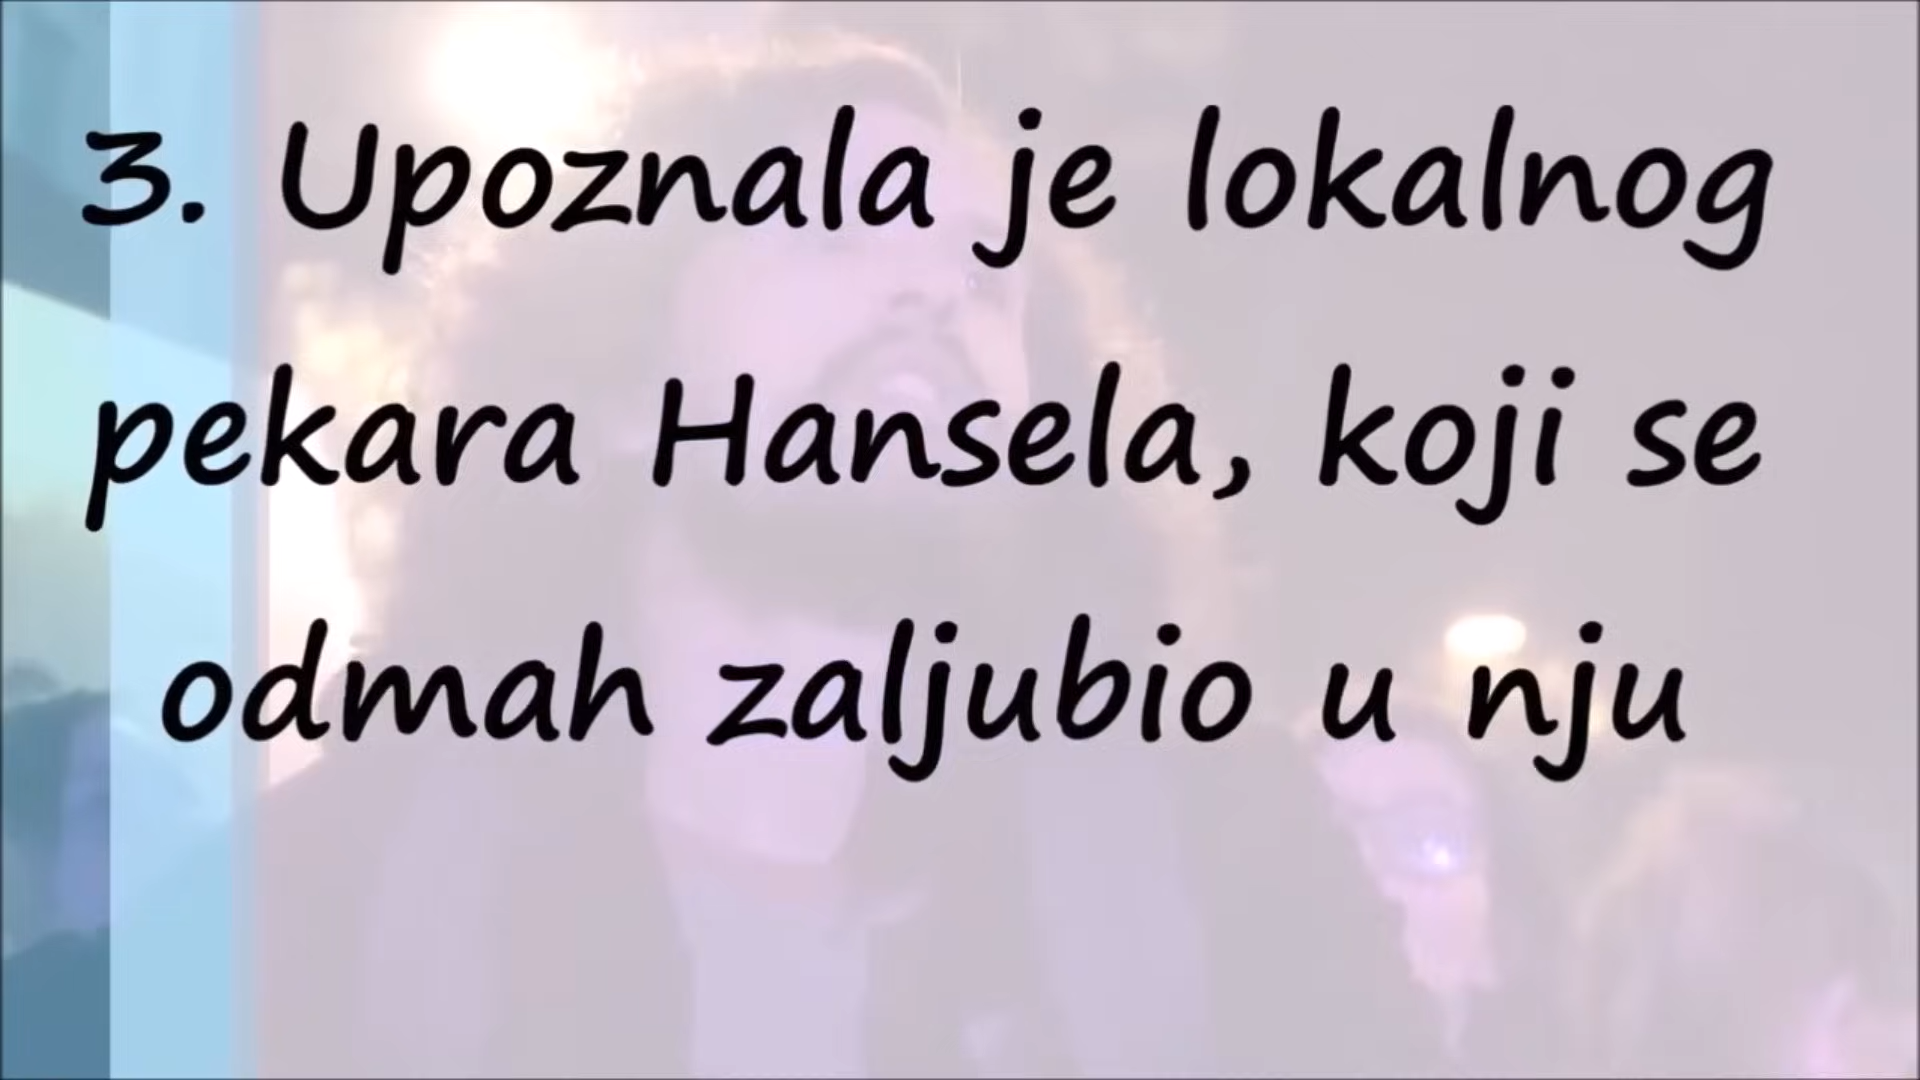 3. Upoznala je lokalnog
pekara Hansela, koji se
odmah zaljubio u nju